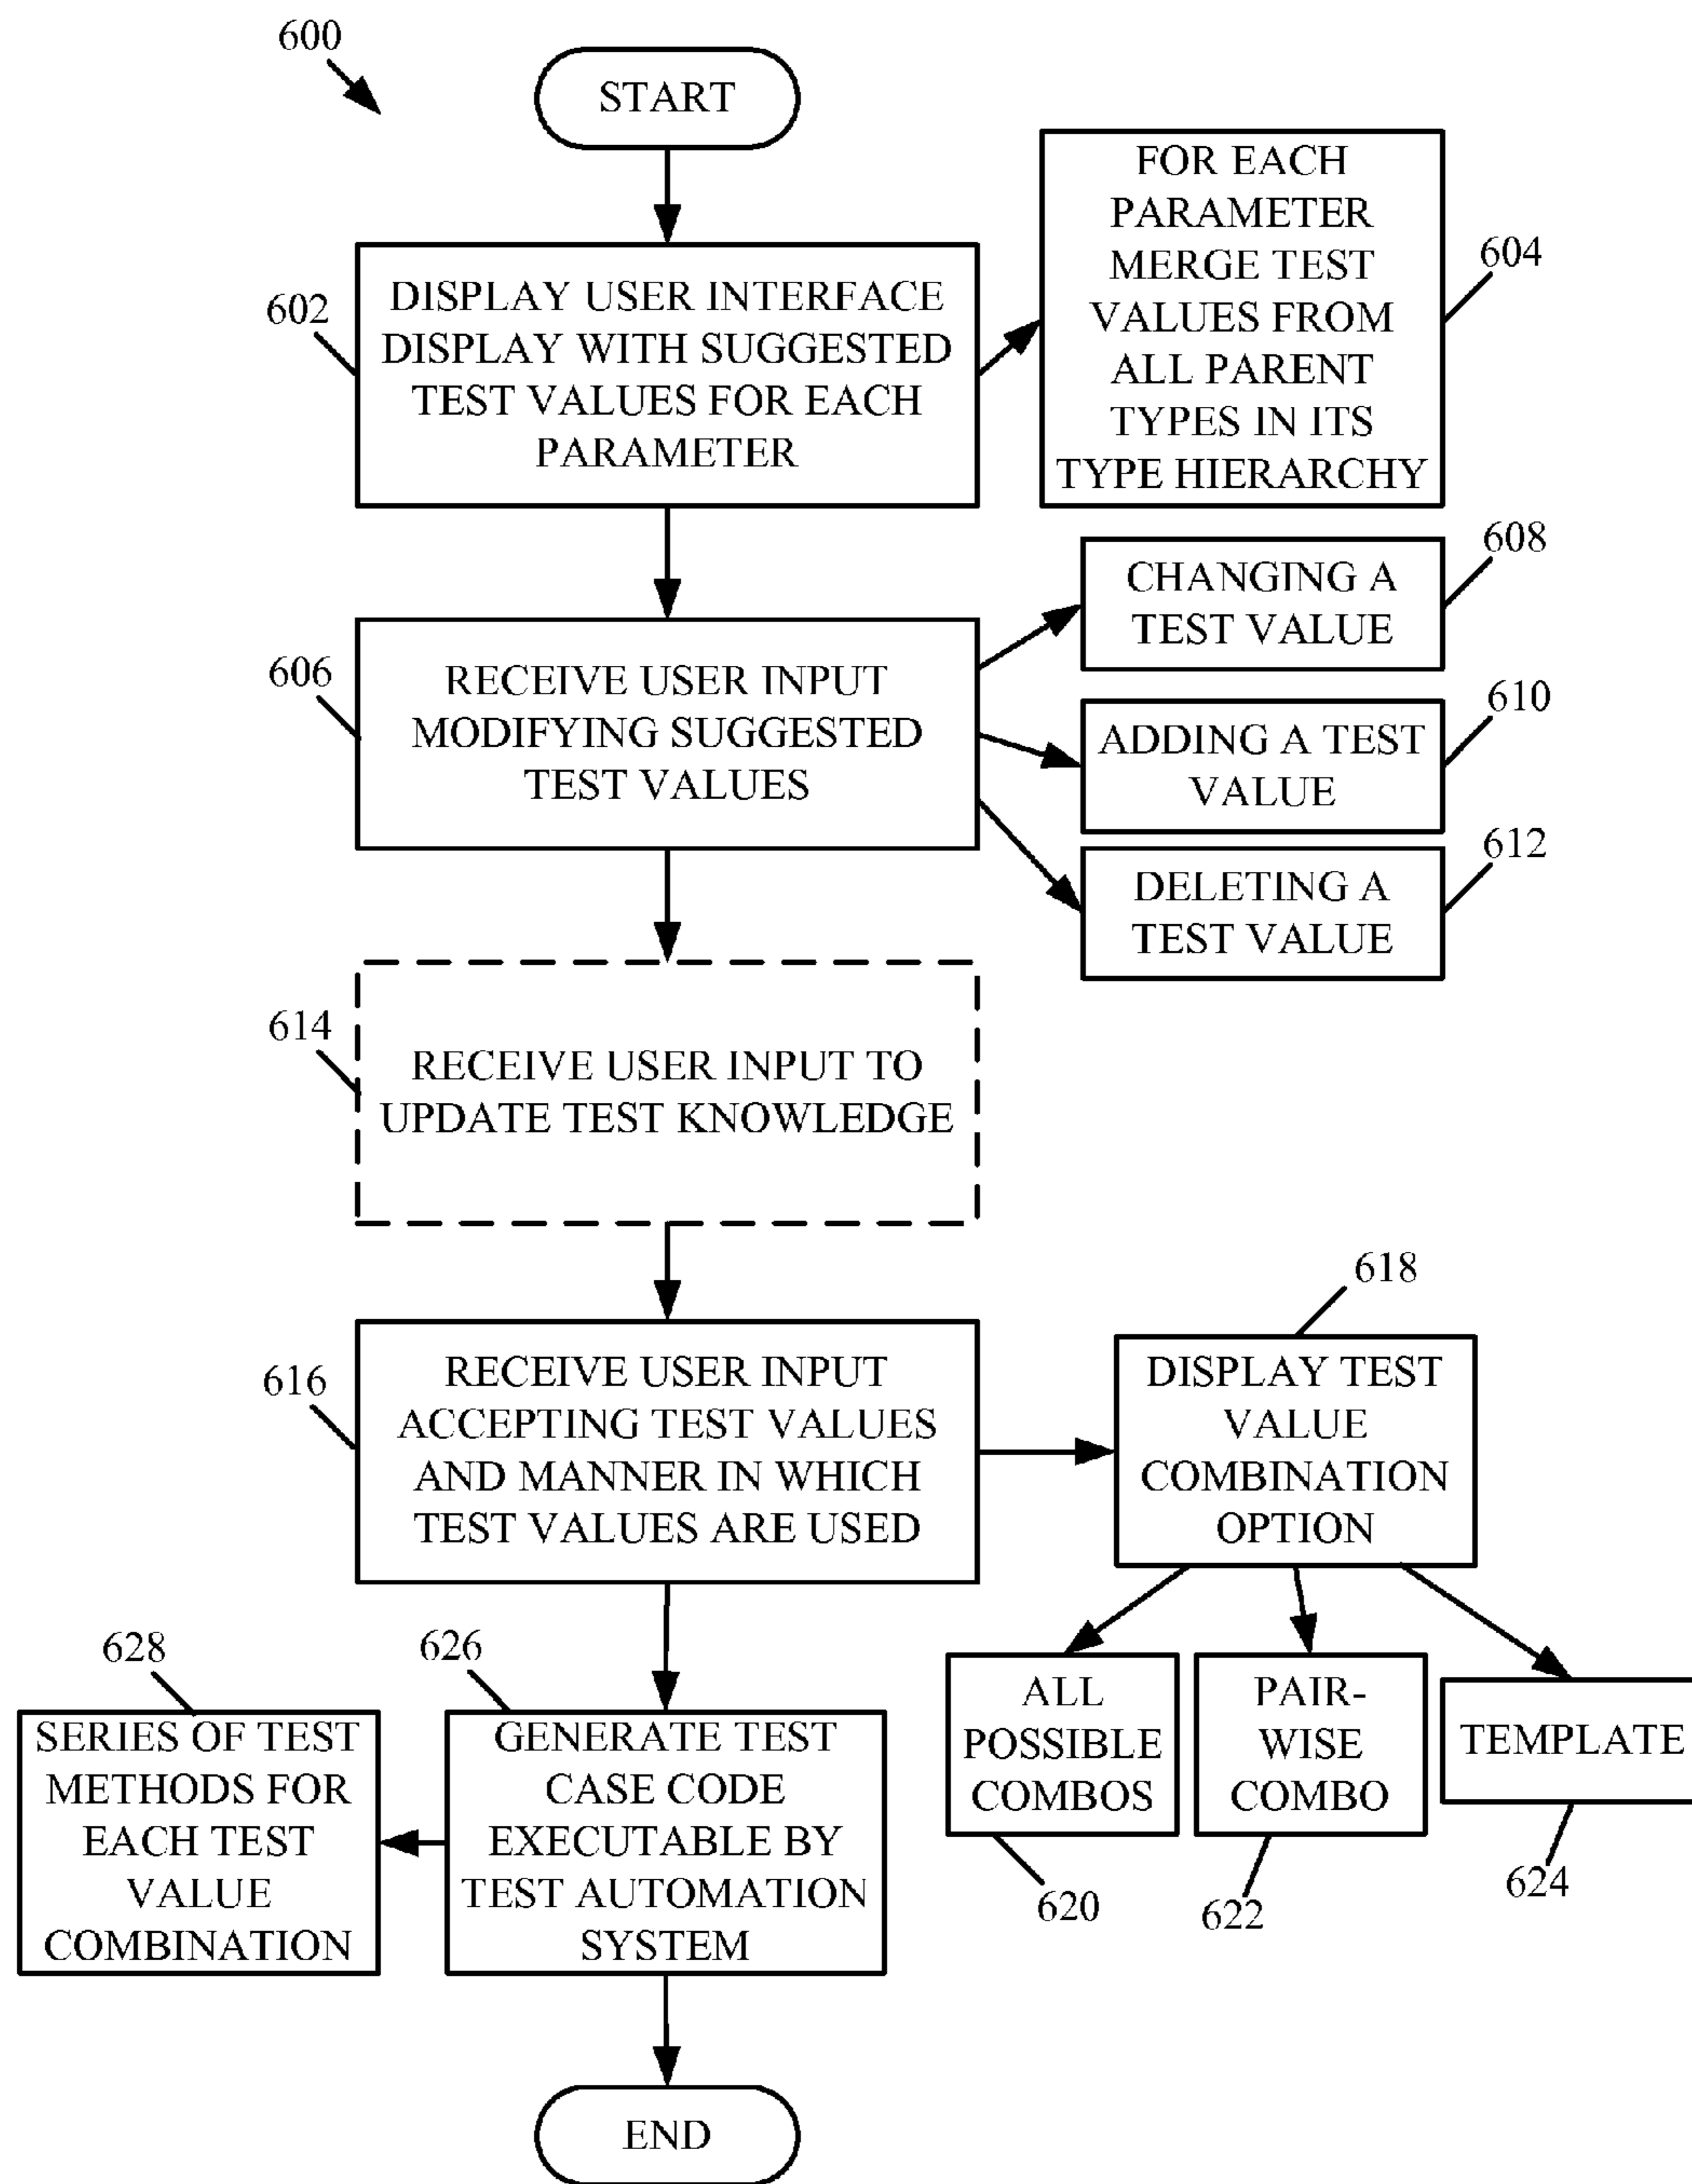 600
START
602
DISPLAY USER INTERFACE
DISPLAY WITH SUGGESTED
TEST VALUES FOR EACH
PARAMETER
FOR EACH
PARAMETER
MERGE TEST
VALUES FROM
ALL PARENT
TYPES IN ITS
TYPE HIERARCHY
604
606
RECEIVE USER INPUT
MODIFYING SUGGESTED
TEST VALUES
CHANGING A
TEST VALUE
608
ADDING A TEST
VALUE
610
DELETING A
TEST VALUE
612
614
RECEIVE USER INPUT TO
UPDATE TEST KNOWLEDGE
616
RECEIVE USER INPUT
ACCEPTING TEST VALUES
AND MANNER IN WHICH
TEST VALUES ARE USED
618
DISPLAY TEST
VALUE
COMBINATION
OPTION
ALL
POSSIBLE
COMBOS
620
PAIR-
WISE
COMBO
622
TEMPLATE
624
626
GENERATE TEST
CASE CODE
EXECUTABLE BY
TEST AUTOMATION
SYSTEM
628
SERIES OF TEST
METHODS FOR
EACH TEST
VALUE
COMBINATION
END